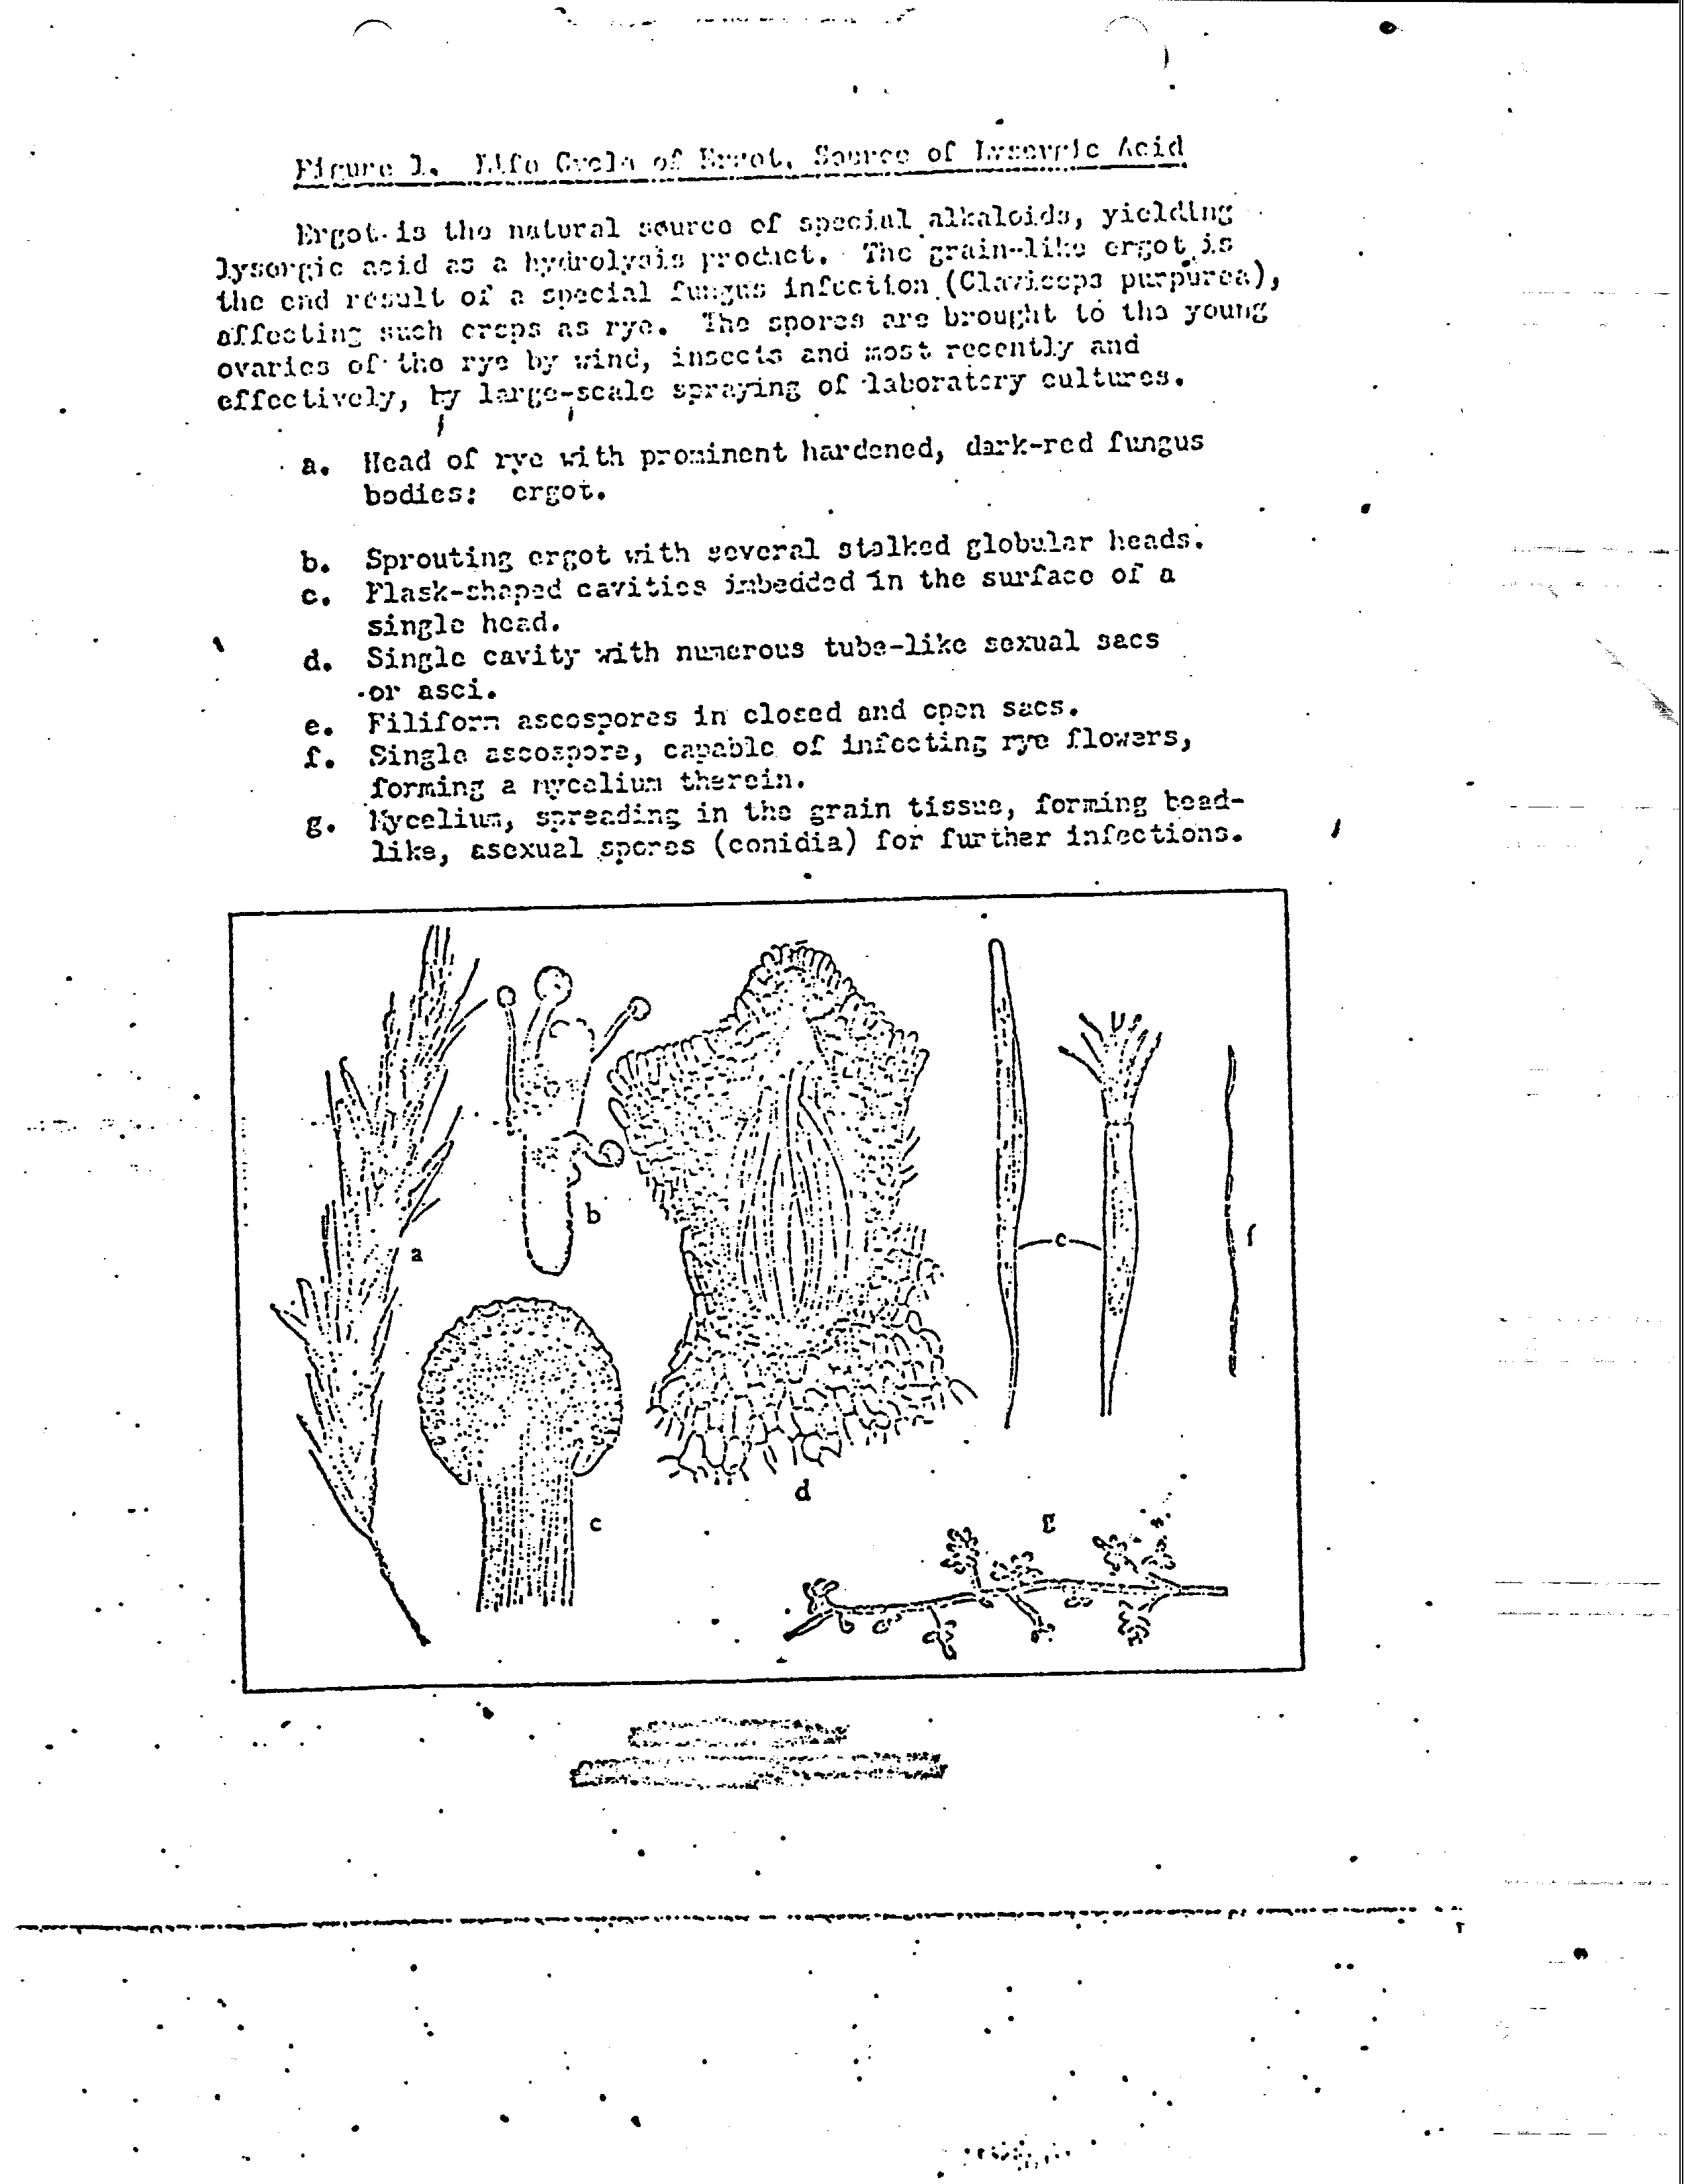 Figure 1. Life Cycle of Ergot, Source of Lysergic Acid
Ergot is the natural source of special alkaloids, yielding
lysergic acid as a hydrolysis product. The grain-like ergot is
the end result of a special fungus infection (Claviceps purpurea),
affecting such crops as rye. The spores are brought to the young
ovaries of the rye by wind, insects and most recently and
effectively, by large-scale spraying of laboratory cultures.
a. Head of rye with prominent hardened, dark-red fungus
bodies: ergot.
b. Sprouting ergot with several stalked globular heads.
c. Flask-shaped cavities imbedded in the surface of a
single head.
d. Single cavity with numerous tube-like sexual sacs
or asci.
e. Filiform ascospores in closed and open sacs.
f. Single ascospore, capable of infecting rye flowers,
forming a mycelium therein.
g. Mycelium, spreading in the grain tissue, forming bead-
like, asexual spores (conidia) for further infections.
a
b
c
d
e
f
g